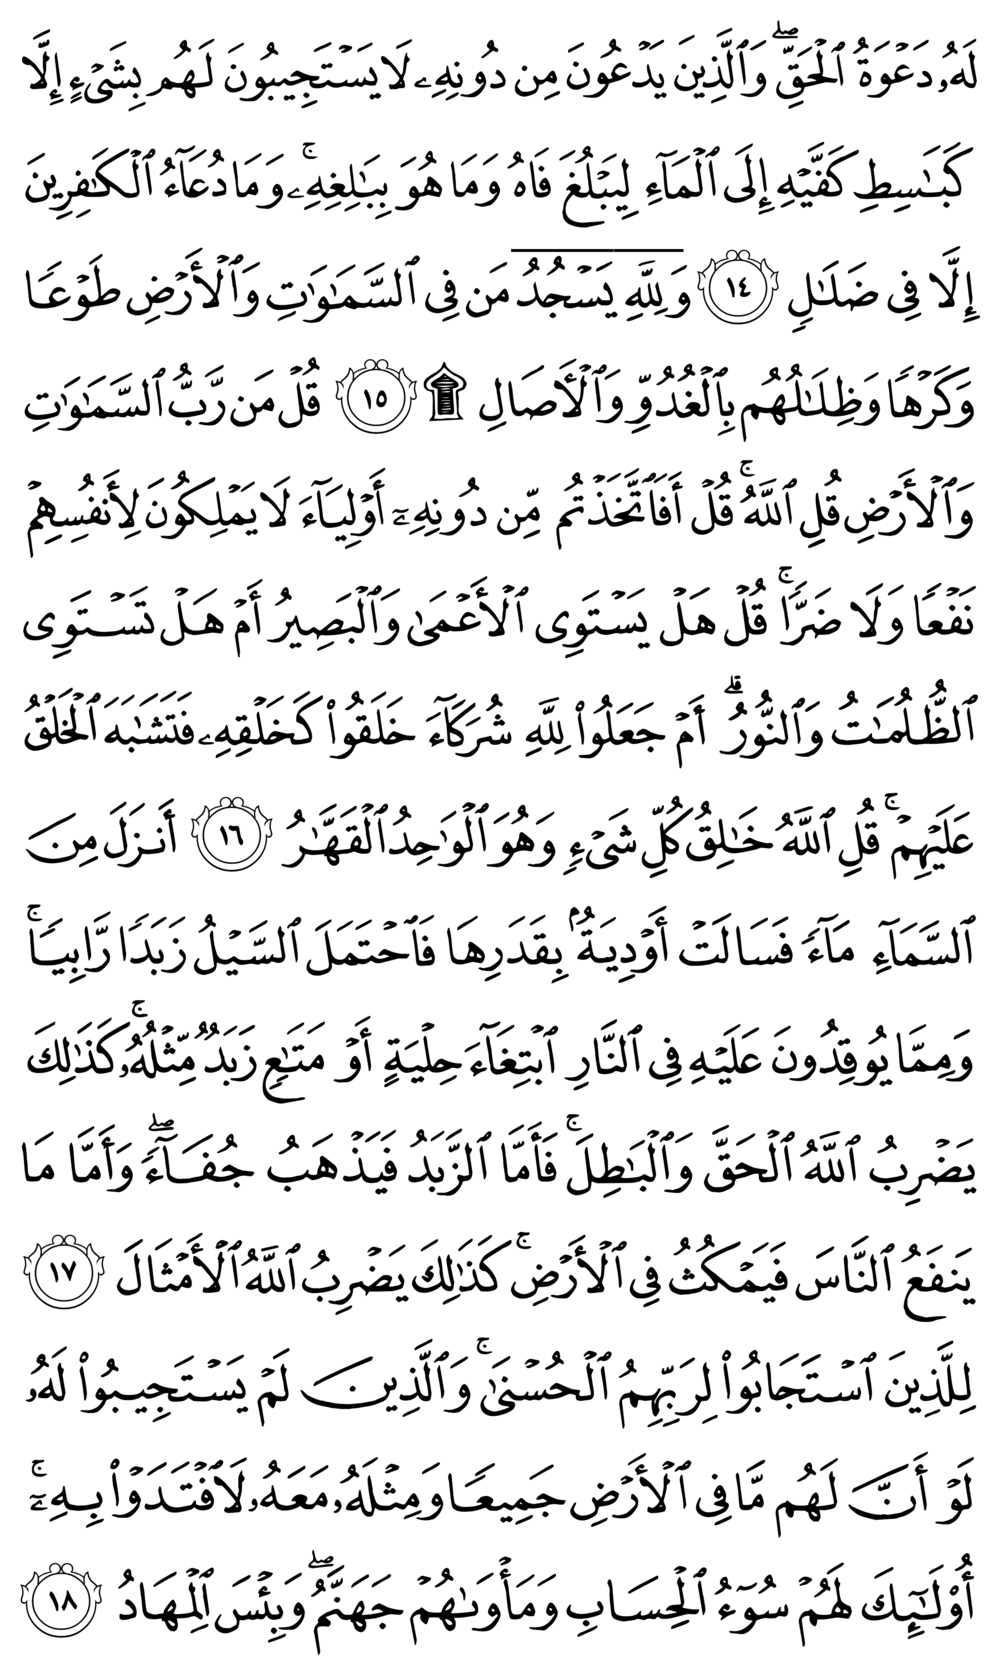 لَهُۥ دَعۡوَةُ ٱلۡحَقِّۖ وَٱلَّذِينَ يَدۡعُونَ مِن دُونِهِۦ لَا يَسۡتَجِيبُونَ لَهُم بِشَيۡءٍ إِلَّا
كَبَٰسِطِ كَفَّيۡهِ إِلَى ٱلۡمَآءِ لِيَبۡلُغَ فَاهُ وَمَا هُوَ بِبَٰلِغِهِۦۚ وَمَا دُعَآءُ ٱلۡكَٰفِرِينَ
إِلَّا فِي ضَلَٰلٖ ١٤ وَلِلَّهِۤ يَسۡجُدُۤ مَن فِي ٱلسَّمَٰوَٰتِ وَٱلۡأَرۡضِ طَوۡعٗا
وَكَرۡهٗا وَظِلَٰلُهُم بِٱلۡغُدُوِّ وَٱلۡأٓصَالِ ۩ ١٥ قُلۡ مَن رَّبُّ ٱلسَّمَٰوَٰتِ
وَٱلۡأَرۡضِ قُلِ ٱللَّهُۚ قُلۡ أَفَٱتَّخَذۡتُم مِّن دُونِهِۦٓ أَوۡلِيَآءَ لَا يَمۡلِكُونَ لِأَنفُسِهِمۡ
نَفۡعٗا وَلَا ضَرّٗاۚ قُلۡ هَلۡ يَسۡتَوِي ٱلۡأَعۡمَىٰ وَٱلۡبَصِيرُ أَمۡ هَلۡ تَسۡتَوِي
ٱلظُّلُمَٰتُ وَٱلنُّورُۗ أَمۡ جَعَلُواْ لِلَّهِ شُرَكَآءَ خَلَقُواْ كَخَلۡقِهِۦ فَتَشَٰبَهَ ٱلۡخَلۡقُ
عَلَيۡهِمۡۚ قُلِ ٱللَّهُ خَٰلِقُ كُلِّ شَيۡءٖ وَهُوَ ٱلۡوَٰحِدُ ٱلۡقَهَّٰرُ ١٦ أَنزَلَ مِنَ
ٱلسَّمَآءِ مَآءٗ فَسَالَتۡ أَوۡدِيَةُۢ بِقَدَرِهَا فَٱحۡتَمَلَ ٱلسَّيۡلُ زَبَدٗا رَّابِيٗاۚ
وَمِمَّا يُوقِدُونَ عَلَيۡهِ فِي ٱلنَّارِ ٱبۡتِغَآءَ حِلۡيَةٍ أَوۡ مَتَٰعٖ زَبَدٞ مِّثۡلُهُۥۚ كَذَٰلِكَ
يَضۡرِبُ ٱللَّهُ ٱلۡحَقَّ وَٱلۡبَٰطِلَۚ فَأَمَّا ٱلزَّبَدُ فَيَذۡهَبُ جُفَآءٗۖ وَأَمَّا مَا
يَنفَعُ ٱلنَّاسَ فَيَمۡكُثُ فِي ٱلۡأَرۡضِۚ كَذَٰلِكَ يَضۡرِبُ ٱللَّهُ ٱلۡأَمۡثَالَ ١٧
لِلَّذِينَ ٱسۡتَجَابُواْ لِرَبِّهِمُ ٱلۡحُسۡنَىٰۚ وَٱلَّذِينَ لَمۡ يَسۡتَجِيبُواْ لَهُۥ
لَوۡ أَنَّ لَهُم مَّا فِي ٱلۡأَرۡضِ جَمِيعٗا وَمِثۡلَهُۥ مَعَهُۥ لَٱفۡتَدَوۡاْ بِهِۦٓۚ
أُوْلَٰٓئِكَ لَهُمۡ سُوٓءُ ٱلۡحِسَابِ وَمَأۡوَىٰهُمۡ جَهَنَّمُۖ وَبِئۡسَ ٱلۡمِهَادُ ١٨